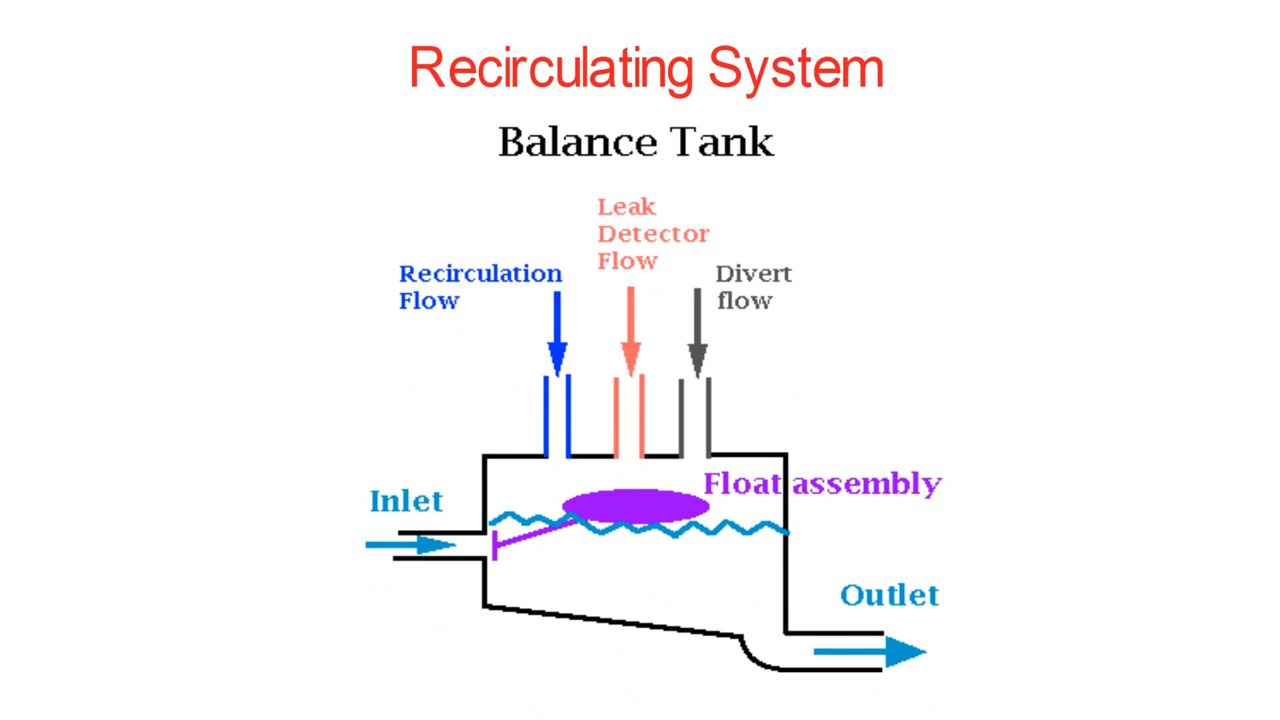 Recirculating System
Balance Tank
Leak
Detector
Flow
Recirculation
Flow
Divert
flow
Float assembly
Inlet
Outlet